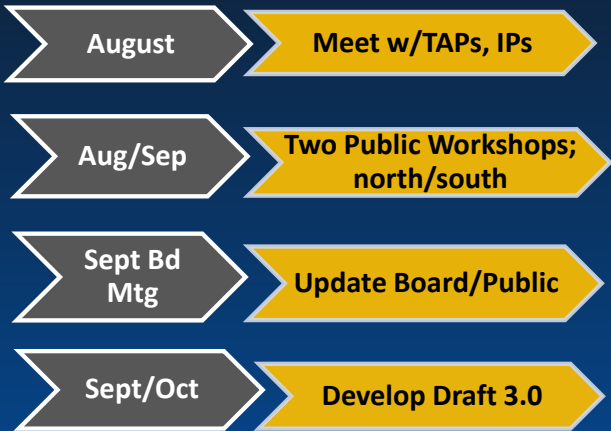 August
Meet w/TAPs, IPs
Aug/Sep
Two Public Workshops;
north/south
Sept Bd
Mtg
Update Board/Public
Sept/Oct
Develop Draft 3.0